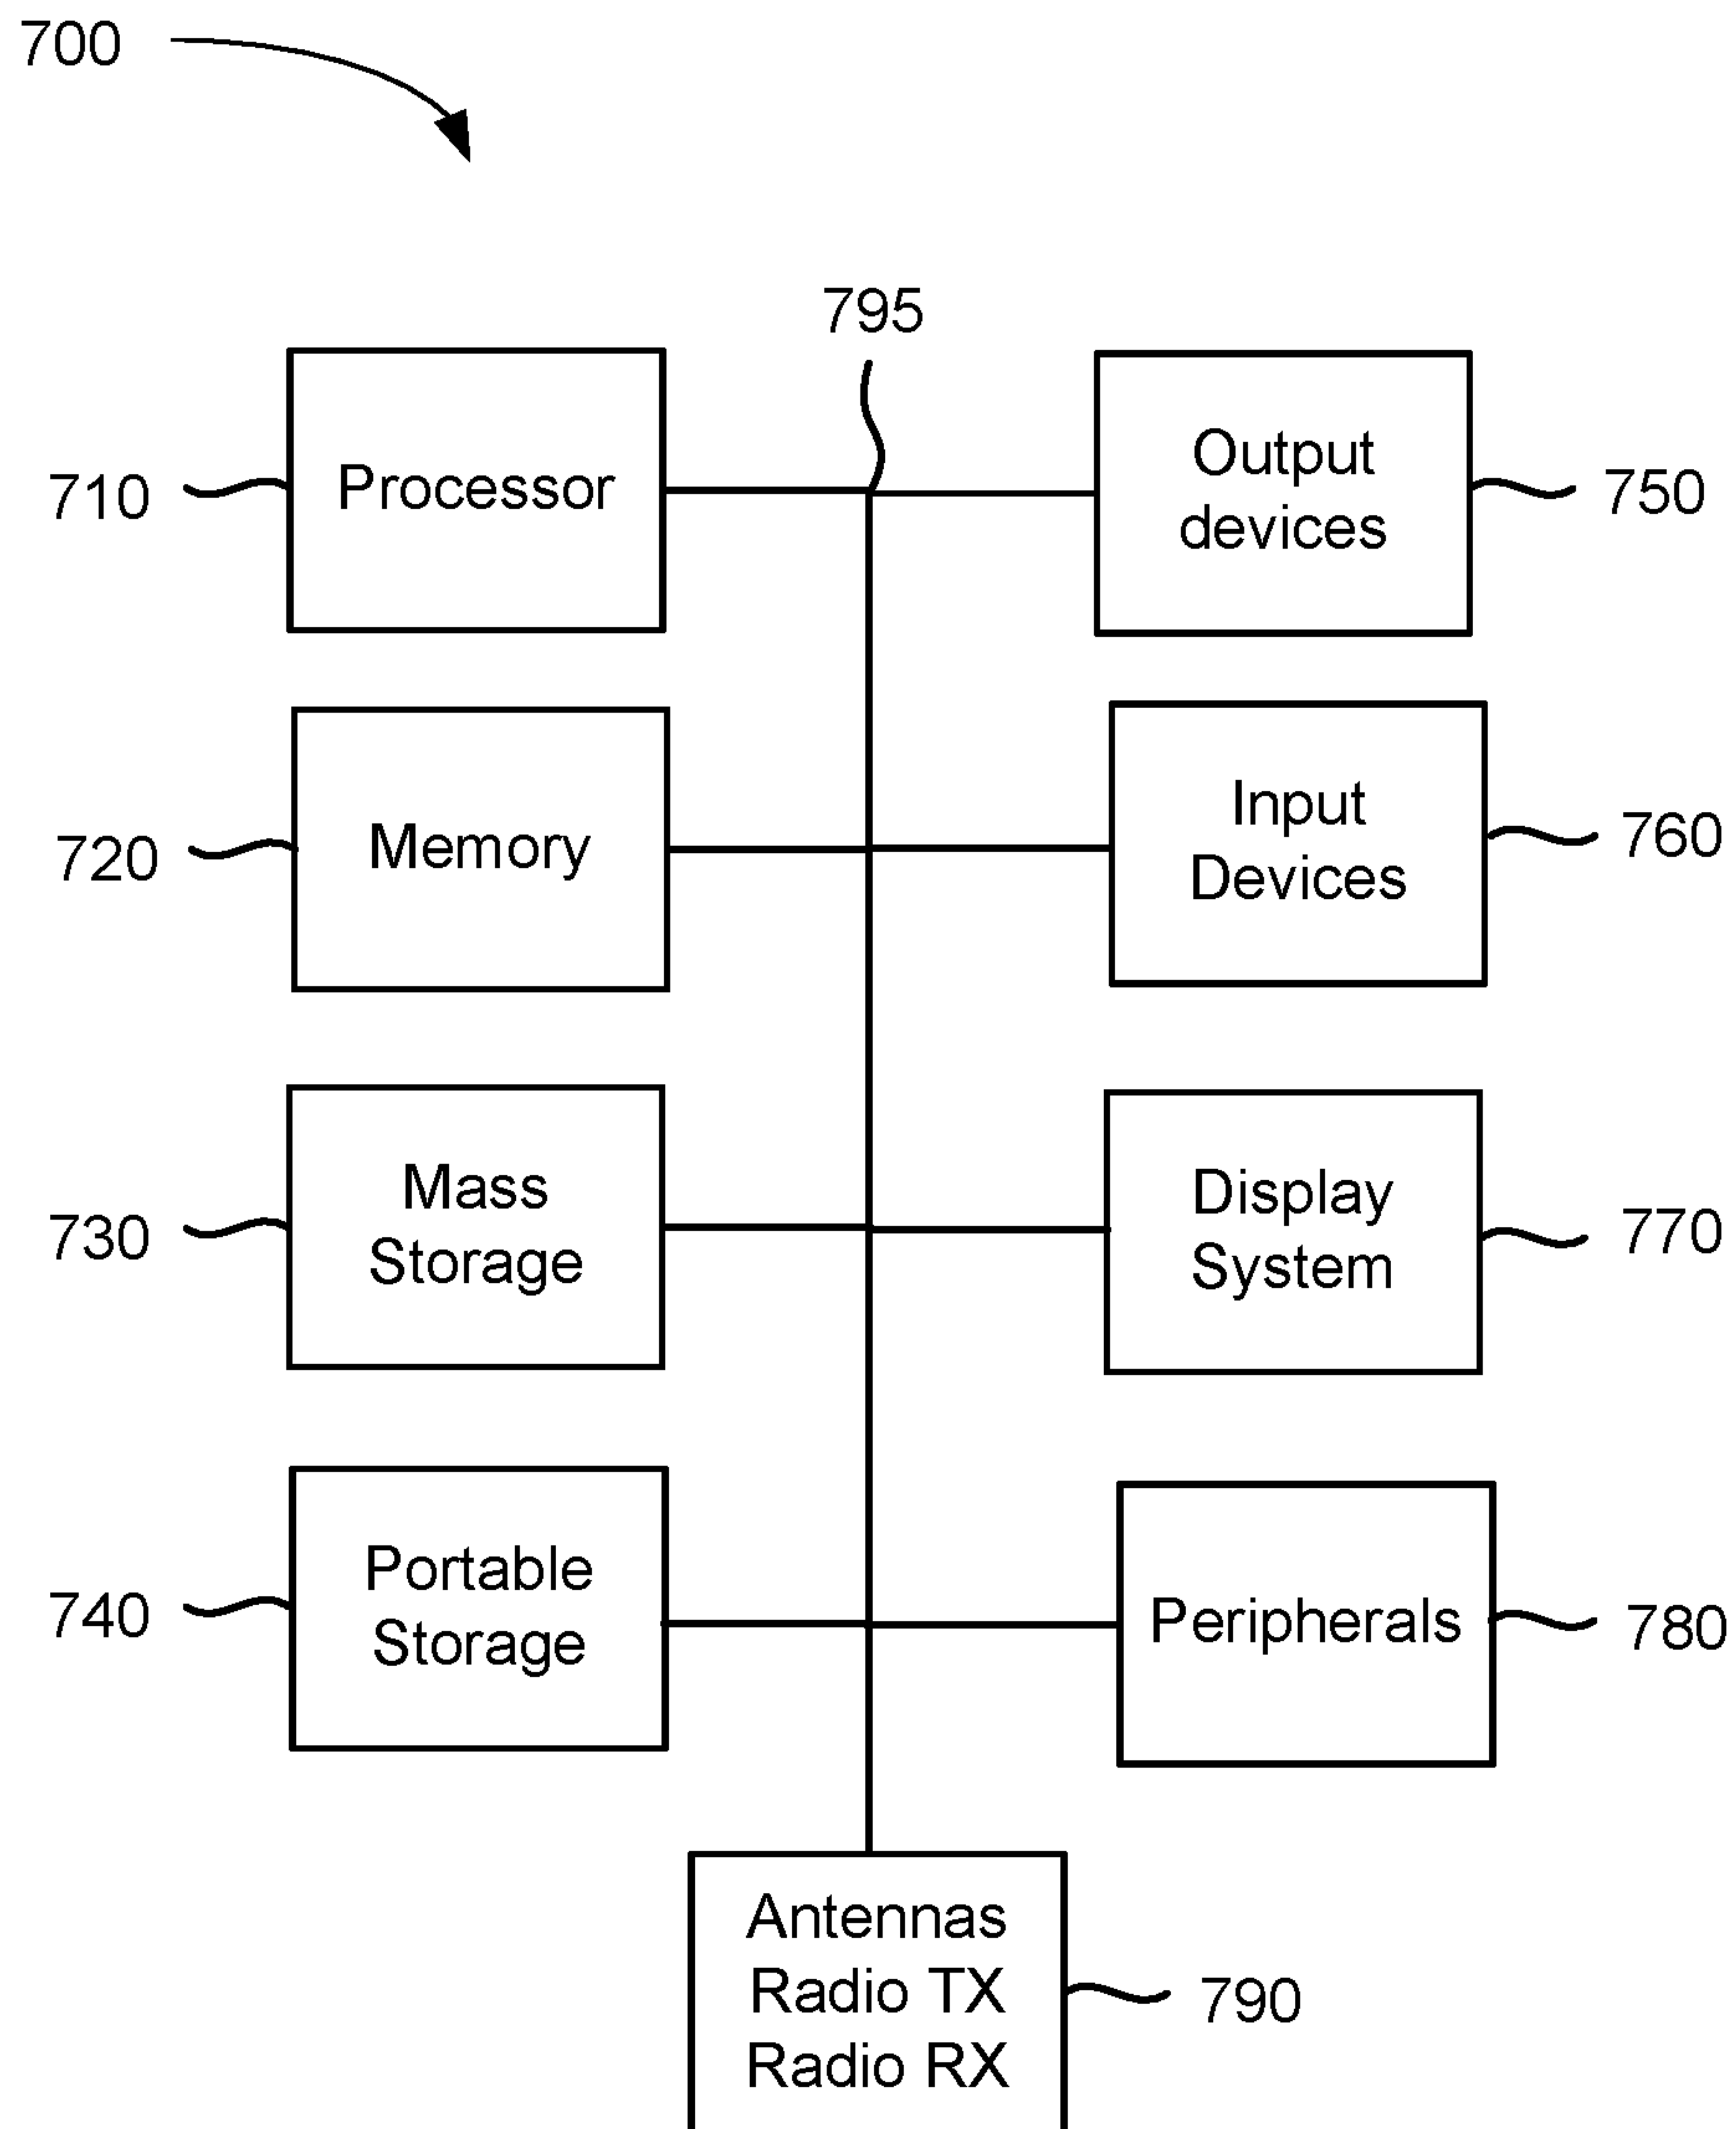 700
795
710
Processor
Output
devices
750
720
Memory
Input
Devices
760
730
Mass
Storage
Display
System
770
740
Portable
Storage
Peripherals
780
Antennas
Radio TX
Radio RX
790